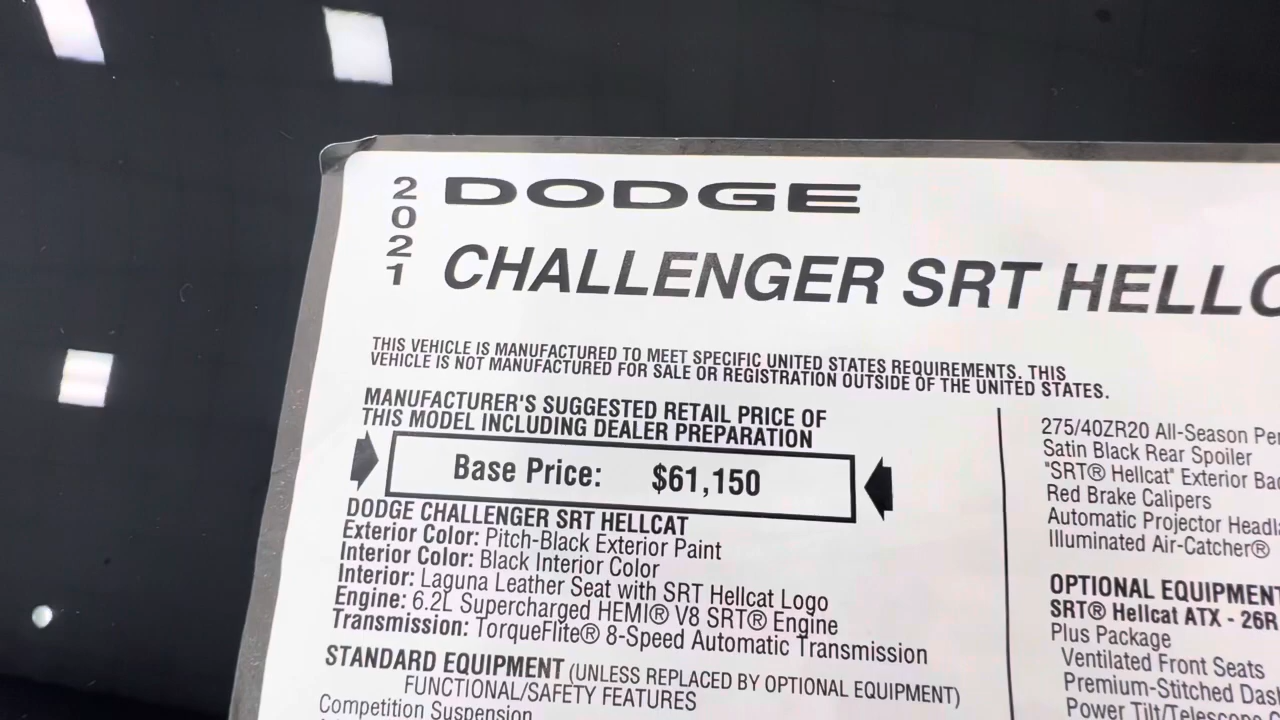 2021 DODGE
CHALLENGER SRT HELLC
THIS VEHICLE IS MANUFACTURED TO MEET SPECIFIC UNITED STATES REQUIREMENTS. THIS
VEHICLE IS NOT MANUFACTURED FOR SALE OR REGISTRATION OUTSIDE OF THE UNITED STATES.
MANUFACTURER'S SUGGESTED RETAIL PRICE OF
THIS MODEL INCLUDING DEALER PREPARATION
Base Price: $61,150
DODGE CHALLENGER SRT HELLCAT
Exterior Color: Pitch-Black Exterior Paint
Interior Color: Black Interior Color
Interior: Laguna Leather Seat with SRT Hellcat Logo
Engine: 6.2L Supercharged HEMI® V8 SRT® Engine
Transmission: TorqueFlite® 8-Speed Automatic Transmission
STANDARD EQUIPMENT (UNLESS REPLACED BY OPTIONAL EQUIPMENT)
FUNCTIONAL/SAFETY FEATURES
Competition Suspension
275/40ZR20 All-Season Per
Satin Black Rear Spoiler
"SRT® Hellcat" Exterior Bad
Red Brake Calipers
Automatic Projector Headla
Illuminated Air-Catcher®
OPTIONAL EQUIPMENT
SRT® Hellcat ATX - 26R
Plus Package
Ventilated Front Seats
Premium-Stitched Dash
Power Tilt/Telescope C